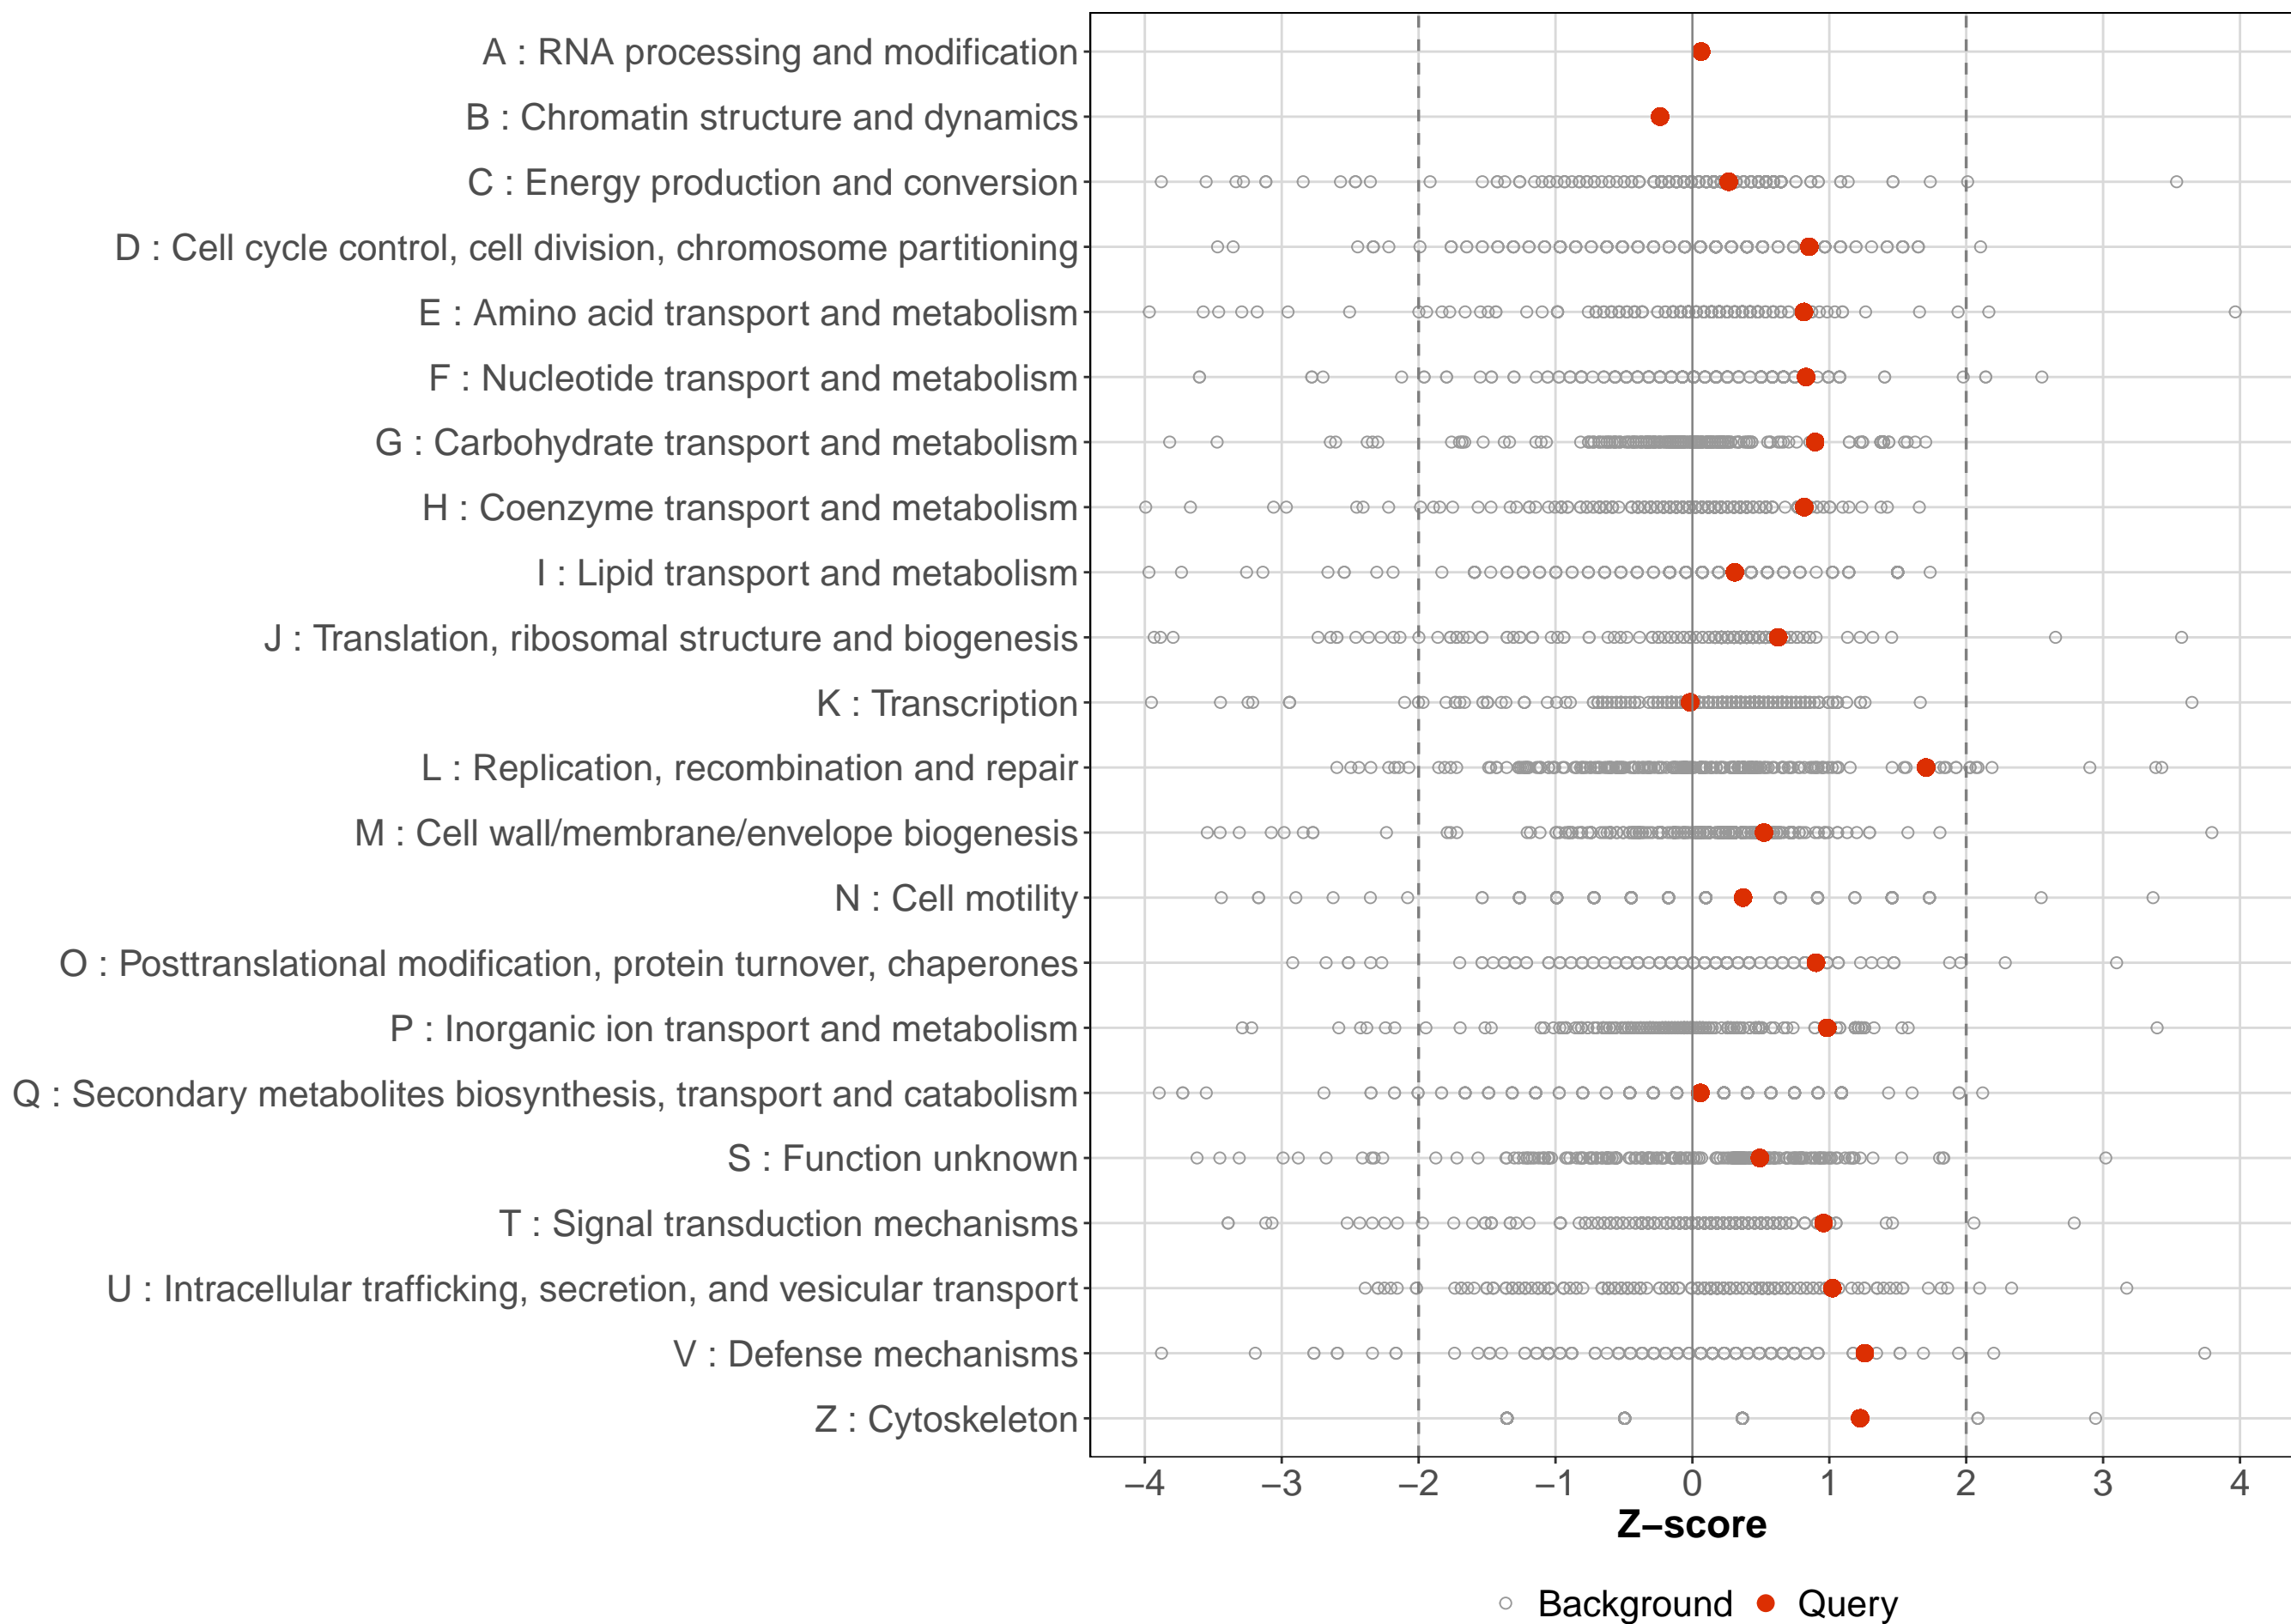 A : RNA processing and modification
B : Chromatin structure and dynamics
C : Energy production and conversion
D : Cell cycle control, cell division, chromosome partitioning
E : Amino acid transport and metabolism
F : Nucleotide transport and metabolism
G : Carbohydrate transport and metabolism
H : Coenzyme transport and metabolism
I : Lipid transport and metabolism
J : Translation, ribosomal structure and biogenesis
K : Transcription
L : Replication, recombination and repair
M : Cell wall/membrane/envelope biogenesis
N : Cell motility
O : Posttranslational modification, protein turnover, chaperones
P : Inorganic ion transport and metabolism
Q : Secondary metabolites biosynthesis, transport and catabolism
S : Function unknown
T : Signal transduction mechanisms
U : Intracellular trafficking, secretion, and vesicular transport
V : Defense mechanisms
Z : Cytoskeleton
−4 −3 −2 −1 0 1 2 3 4
Z−score
Background Query